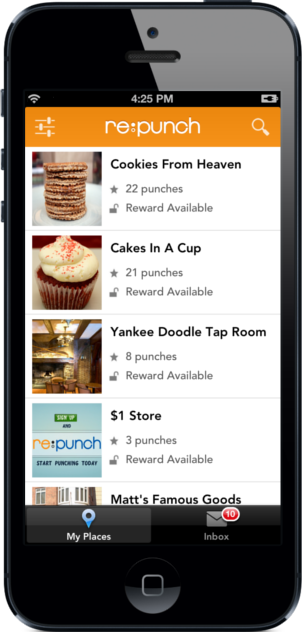 4:25 PM
re:punch
Cookies From Heaven
22 punches
Reward Available
Cakes In A Cup
21 punches
Reward Available
Yankee Doodle Tap Room
8 punches
Reward Available
SIGN UP
AND
re:punch
START PUNCHING TODAY
$1 Store
3 punches
Reward Available
Matt's Famous Goods
10
My Places
Inbox